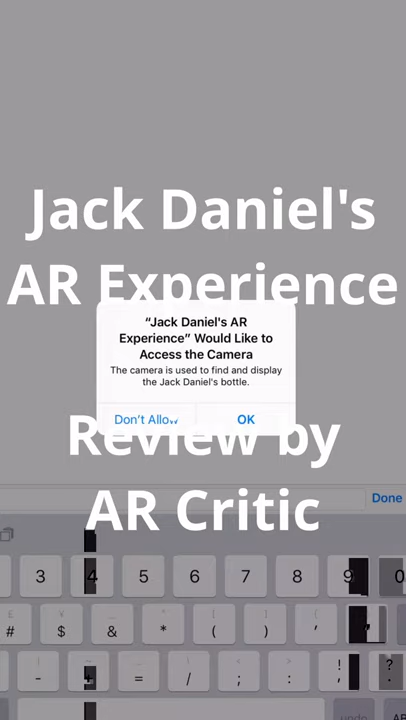 Jack Daniel's
AR Experience
“Jack Daniel's AR
Experience” Would Like to
Access the Camera
The camera is used to find and display
the Jack Daniel's bottle.
Don’t Allow
OK
Review by
AR Critic
Done
3 4 5 6 7 8 9 0
# $ & * ( ) ’ "
- + = / ; : ! ?
undo